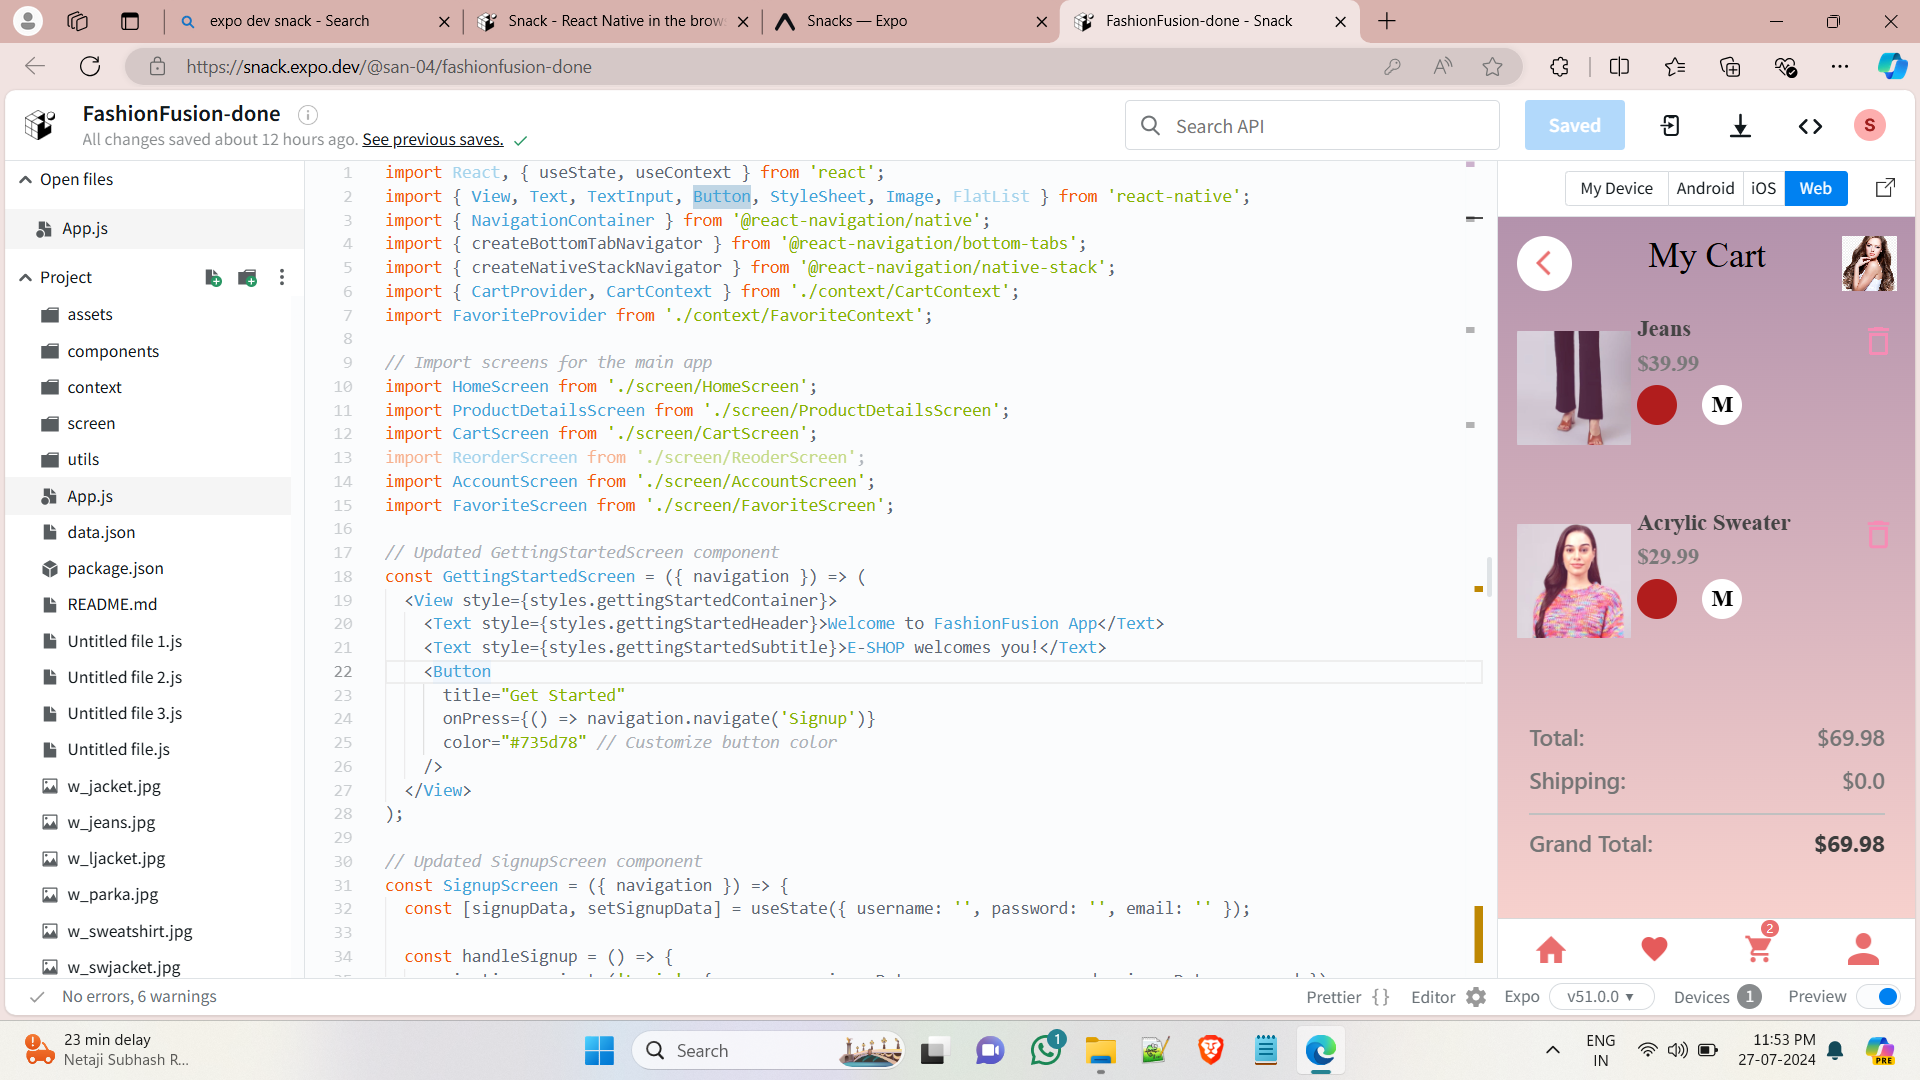 expo dev snack - Search
Snack - React Native in the brow
Snacks — Expo
FashionFusion-done - Snack
https://snack.expo.dev/@san-04/fashionfusion-done
FashionFusion-done
All changes saved about 12 hours ago. See previous saves.
Search API
Saved
S
Open files
App.js
Project
assets
components
context
screen
utils
App.js
data.json
package.json
README.md
Untitled file 1.js
Untitled file 2.js
Untitled file 3.js
Untitled file.js
w_jacket.jpg
w_jeans.jpg
w_ljacket.jpg
w_parka.jpg
w_sweatshirt.jpg
w_swjacket.jpg
1 import React, { useState, useContext } from 'react';
2 import { View, Text, TextInput, Button, StyleSheet, Image, FlatList } from 'react-native';
3 import { NavigationContainer } from '@react-navigation/native';
4 import { createBottomTabNavigator } from '@react-navigation/bottom-tabs';
5 import { createNativeStackNavigator } from '@react-navigation/native-stack';
6 import { CartProvider, CartContext } from './context/CartContext';
7 import FavoriteProvider from './context/FavoriteContext';
8
9 // Import screens for the main app
10 import HomeScreen from './screen/HomeScreen';
11 import ProductDetailsScreen from './screen/ProductDetailsScreen';
12 import CartScreen from './screen/CartScreen';
13 import ReorderScreen from './screen/ReoderScreen';
14 import AccountScreen from './screen/AccountScreen';
15 import FavoriteScreen from './screen/FavoriteScreen';
16
17 // Updated GettingStartedScreen component
18 const GettingStartedScreen = ({ navigation }) => (
19 <View style={styles.gettingStartedContainer}>
20 <Text style={styles.gettingStartedHeader}>Welcome to FashionFusion App</Text>
21 <Text style={styles.gettingStartedSubtitle}>E-SHOP welcomes you!</Text>
22 <Button
23 title="Get Started"
24 onPress={() => navigation.navigate('Signup')}
25 color="#735d78" // Customize button color
26 />
27 </View>
28 );
29
30 // Updated SignupScreen component
31 const SignupScreen = ({ navigation }) => {
32 const [signupData, setSignupData] = useState({ username: '', password: '', email: '' });
33
34 const handleSignup = () => {
My Device
Android
iOS
Web
My Cart
Jeans
$39.99
M
Acrylic Sweater
$29.99
M
Total: $69.98
Shipping: $0.0
Grand Total: $69.98
2
No errors, 6 warnings
Prettier { }
Editor
Expo
v51.0.0
Devices 1
Preview
23 min delay
Netaji Subhash R...
Search
1
ENG
IN
11:53 PM
27-07-2024
PRE